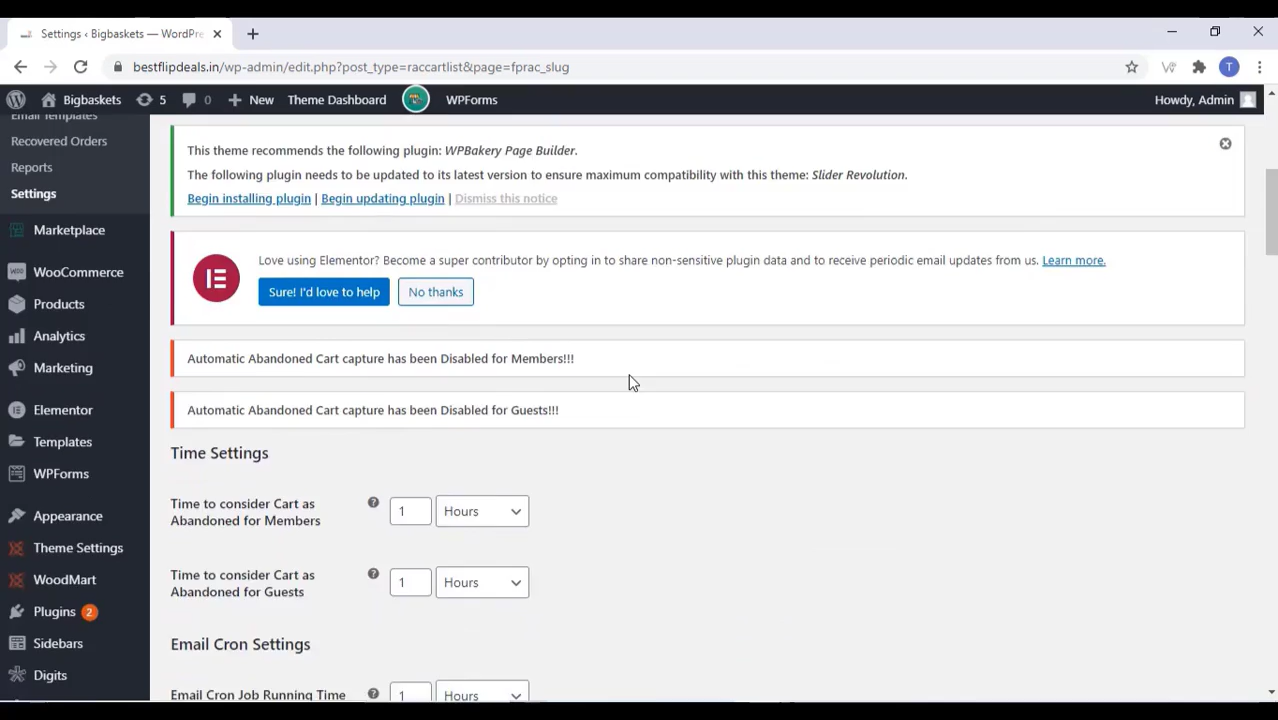 Settings ‹ Bigbaskets — WordPre
bestflipdeals.in/wp-admin/edit.php?post_type=raccartlist&page=fprac_slug
T
Bigbaskets 5 0 New Theme Dashboard WPForms Howdy, Admin
Email Templates
Recovered Orders
Reports
Settings
Marketplace
WooCommerce
Products
Analytics
Marketing
Elementor
Templates
WPForms
Appearance
Theme Settings
WoodMart
Plugins 2
Sidebars
Digits
This theme recommends the following plugin: WPBakery Page Builder.
The following plugin needs to be updated to its latest version to ensure maximum compatibility with this theme: Slider Revolution.
Begin installing plugin | Begin updating plugin | Dismiss this notice
Love using Elementor? Become a super contributor by opting in to share non-sensitive plugin data and to receive periodic email updates from us. Learn more.
Sure! I'd love to help No thanks
Automatic Abandoned Cart capture has been Disabled for Members!!!
Automatic Abandoned Cart capture has been Disabled for Guests!!!
Time Settings
Time to consider Cart as
Abandoned for Members
? 1 Hours
Time to consider Cart as
Abandoned for Guests
? 1 Hours
Email Cron Settings
Email Cron Job Running Time ? 1 Hours